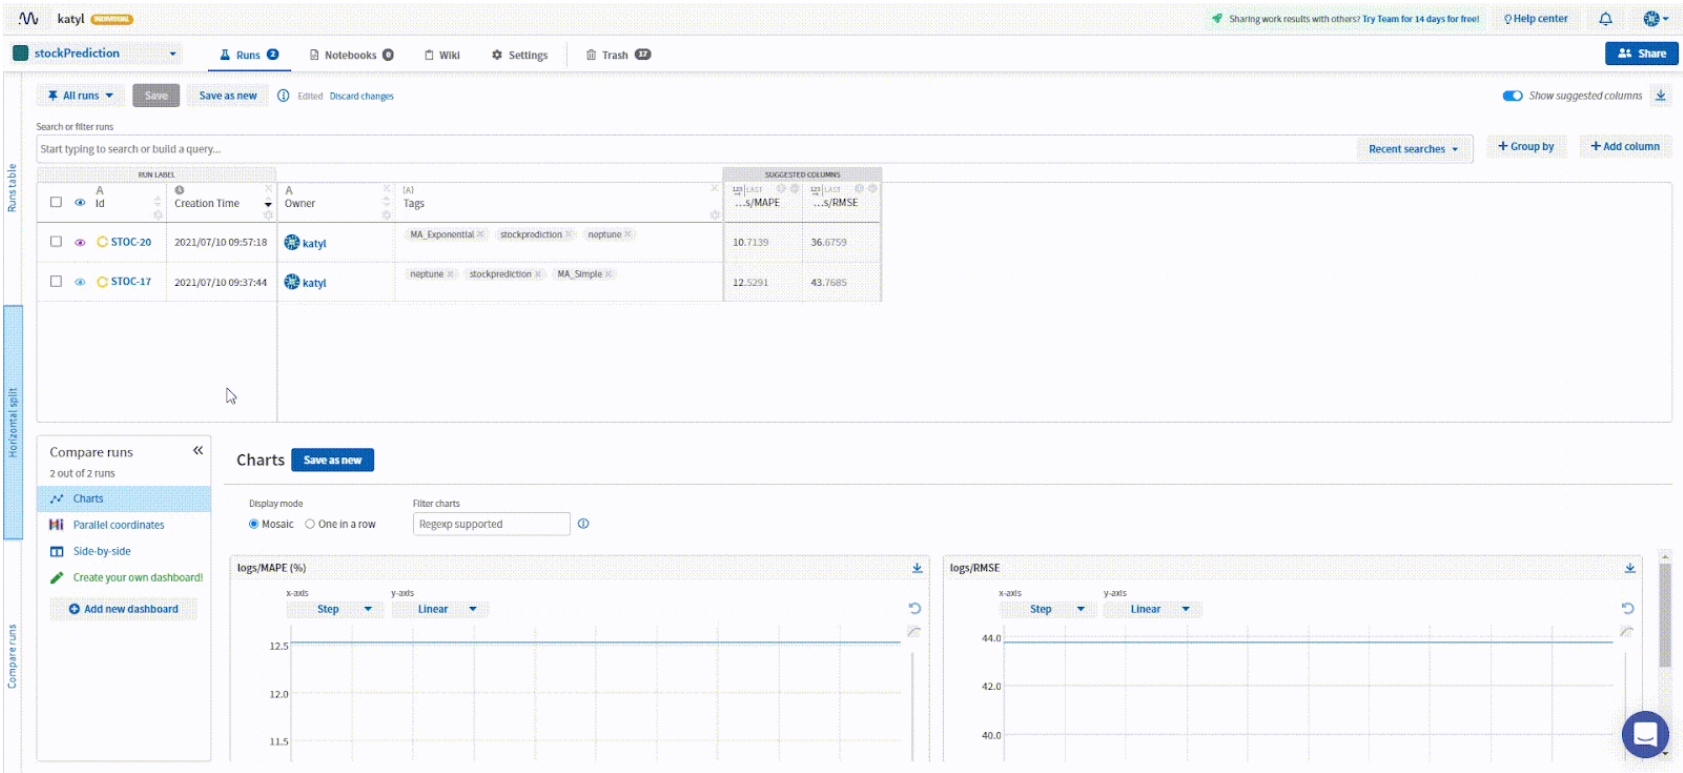 katyl INDIVIDUAL Sharing work results with others? Try Team for 14 days for free! Help center
stockPrediction Runs 2 Notebooks 0 Wiki Settings Trash 17 Share
All runs Save Save as new Edited Discard changes Show suggested columns
Search or filter runs
Start typing to search or build a query... Recent searches + Group by + Add column
RUN LABEL SUGGESTED COLUMNS
A A [A] 123 LAST 123 LAST
Id Creation Time Owner Tags ...s/MAPE ...s/RMSE
STOC-20 2021/07/10 09:57:18 katyl MA_Exponential stockprediction neptune 10.7139 36.6759
STOC-17 2021/07/10 09:37:44 katyl neptune stockprediction MA_Simple 12.5291 43.7685
Runs table
Horizontal split
Compare runs
Compare runs
2 out of 2 runs
Charts
Parallel coordinates
Side-by-side
Create your own dashboard!
Add new dashboard
Charts Save as new
Display mode Filter charts
Mosaic One in a row Regexp supported
logs/MAPE (%)
x-axis y-axis
Step Linear
12.5
12.0
11.5
logs/RMSE
x-axis y-axis
Step Linear
44.0
42.0
40.0